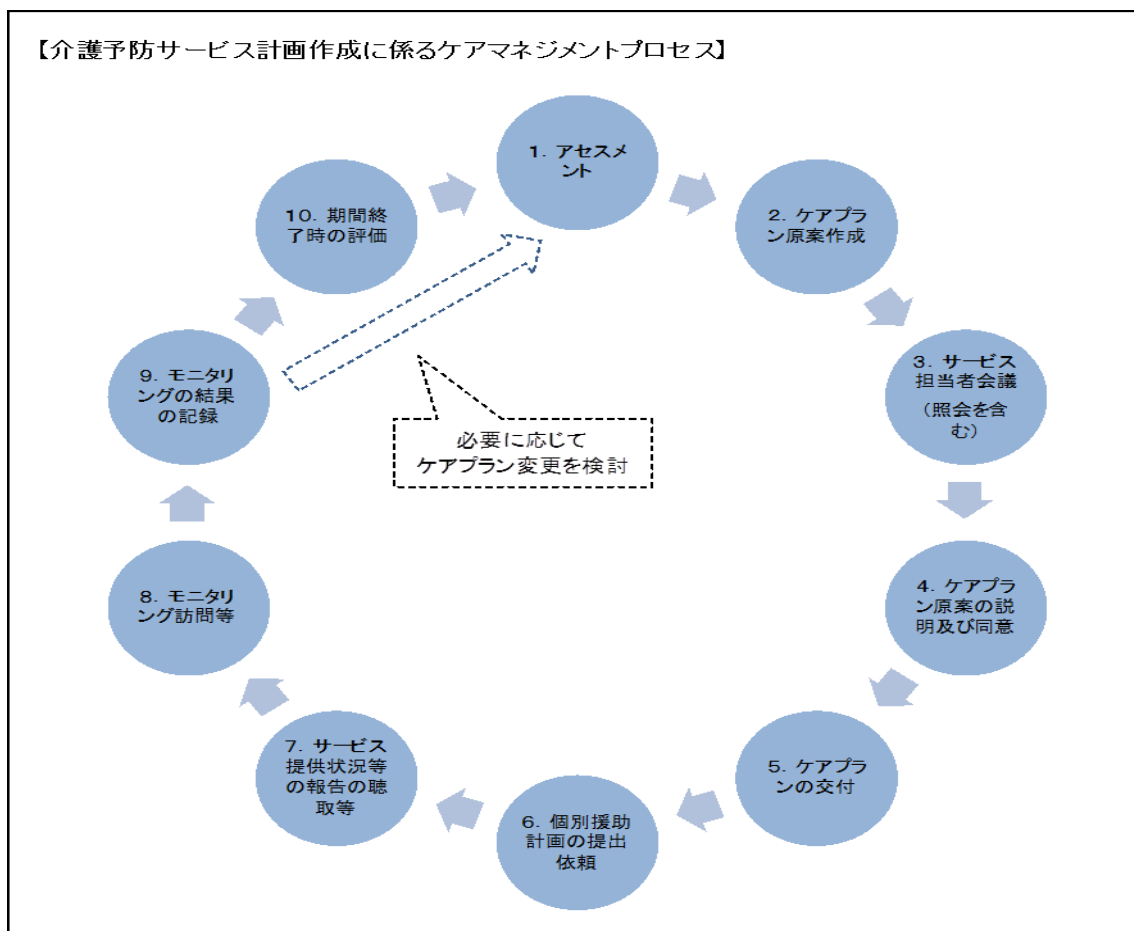 【介護予防サービス計画作成に係るケアマネジメントプロセス】
1. アセスメ
ント
2. ケアプラ
ン原案作成
3. サービス
担当者会議
（照会を含
む）
4. ケアプラ
ン原案の説
明及び同意
5. ケアプラ
ンの交付
6. 個別援助
計画の提出
依頼
7. サービス
提供状況等
の報告の聴
取等
8. モニタリ
ング訪問等
9. モニタリ
ングの結果
の記録
10. 期間終
了時の評価
必要に応じて
ケアプラン変更を検討